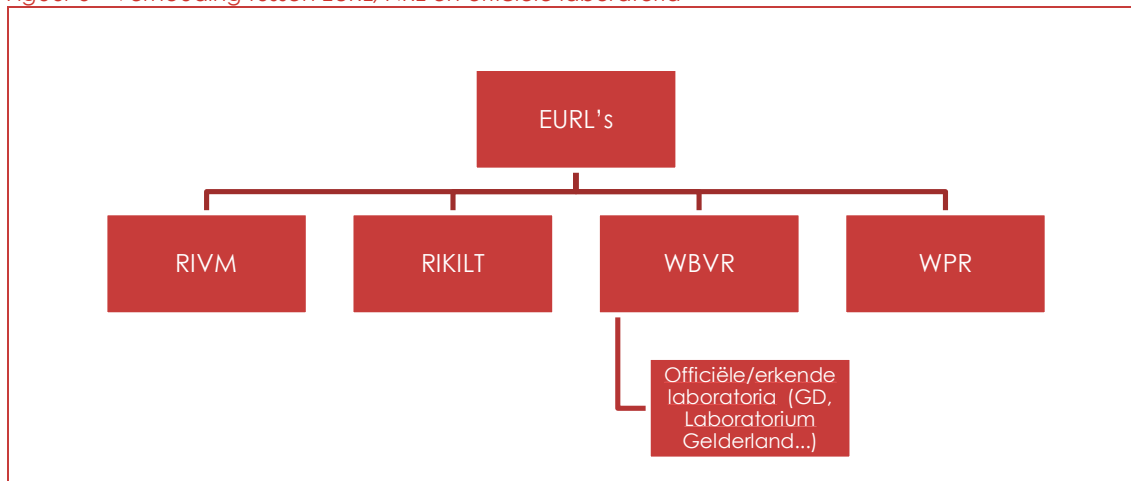 EURL's
RIVM
RIKILT
WBVR
WPR
Officiële/erkende
laboratoria (GD,
Laboratorium
Gelderland...)